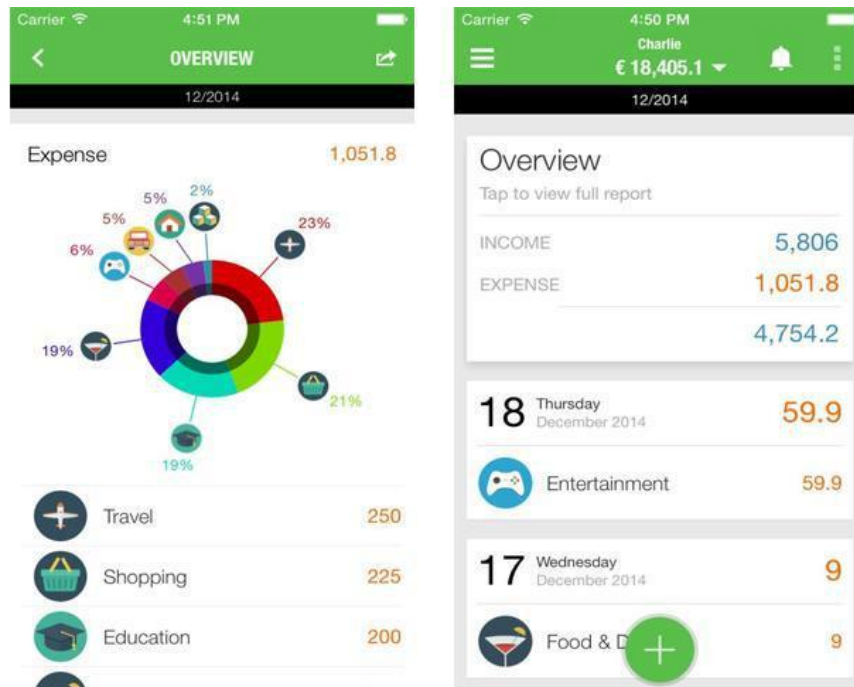 Carrier 4:51 PM
OVERVIEW
12/2014
Expense 1,051.8
2%
5%
5%
23%
6%
19%
21%
19%
Travel 250
Shopping 225
Education 200
Carrier 4:50 PM
Charlie
€ 18,405.1
12/2014
Overview
Tap to view full report
INCOME 5,806
EXPENSE 1,051.8
4,754.2
18 Thursday 59.9
December 2014
Entertainment 59.9
17 Wednesday 9
December 2014
Food & D 9